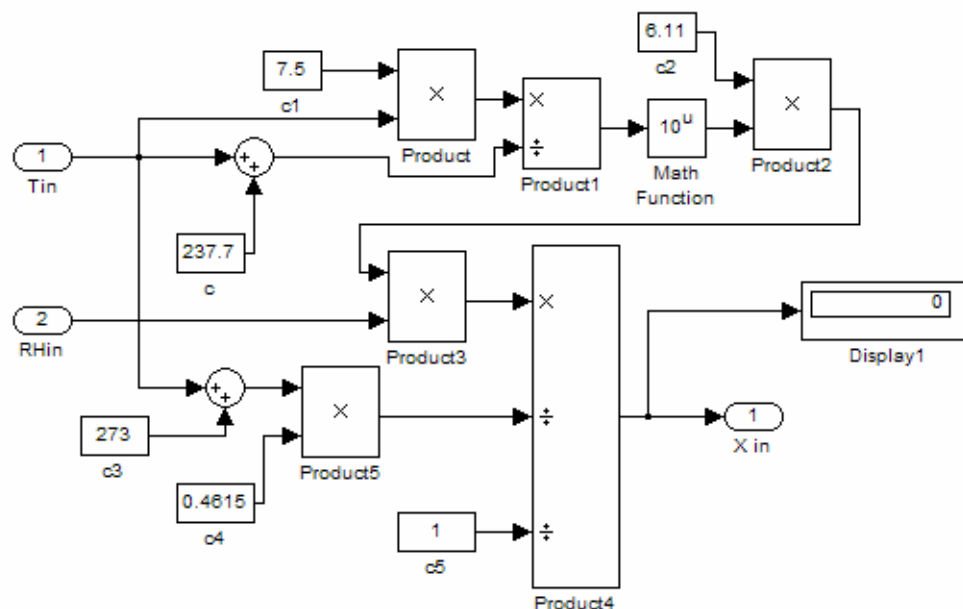 7.5
c1
×
Product
×
÷
Product1
10^u
Math
Function
6.11
c2
×
Product2
1
Tin
+
+
237.7
c
2
RHin
×
Product3
+
+
273
c3
0.4615
c4
×
Product5
1
c5
×
÷
÷
Product4
0
Display1
1
X in